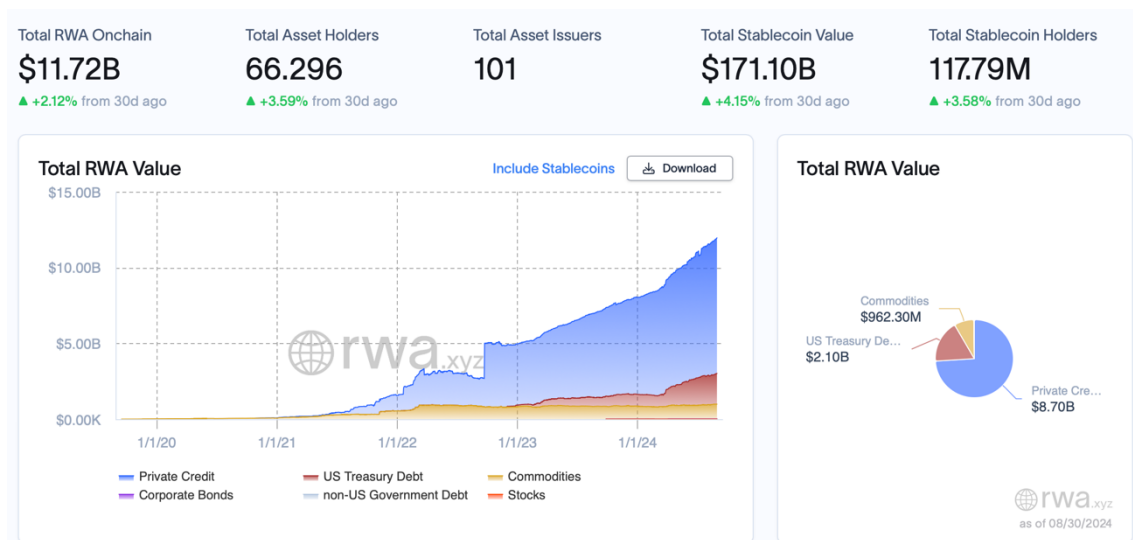 Total RWA Onchain
$11.72B
▲ +2.12% from 30d ago
Total Asset Holders
66.296
▲ +3.59% from 30d ago
Total Asset Issuers
101
Total Stablecoin Value
$171.10B
▲ +4.15% from 30d ago
Total Stablecoin Holders
117.79M
▲ +3.58% from 30d ago
Total RWA Value
Include Stablecoins
Download
$15.00B
$10.00B
$5.00B
$0.00K
rwa.xyz
1/1/20
1/1/21
1/1/22
1/1/23
1/1/24
Private Credit
US Treasury Debt
Commodities
Corporate Bonds
non-US Government Debt
Stocks
Total RWA Value
Commodities
$962.30M
US Treasury De...
$2.10B
Private Cre...
$8.70B
rwa.xyz
as of 08/30/2024